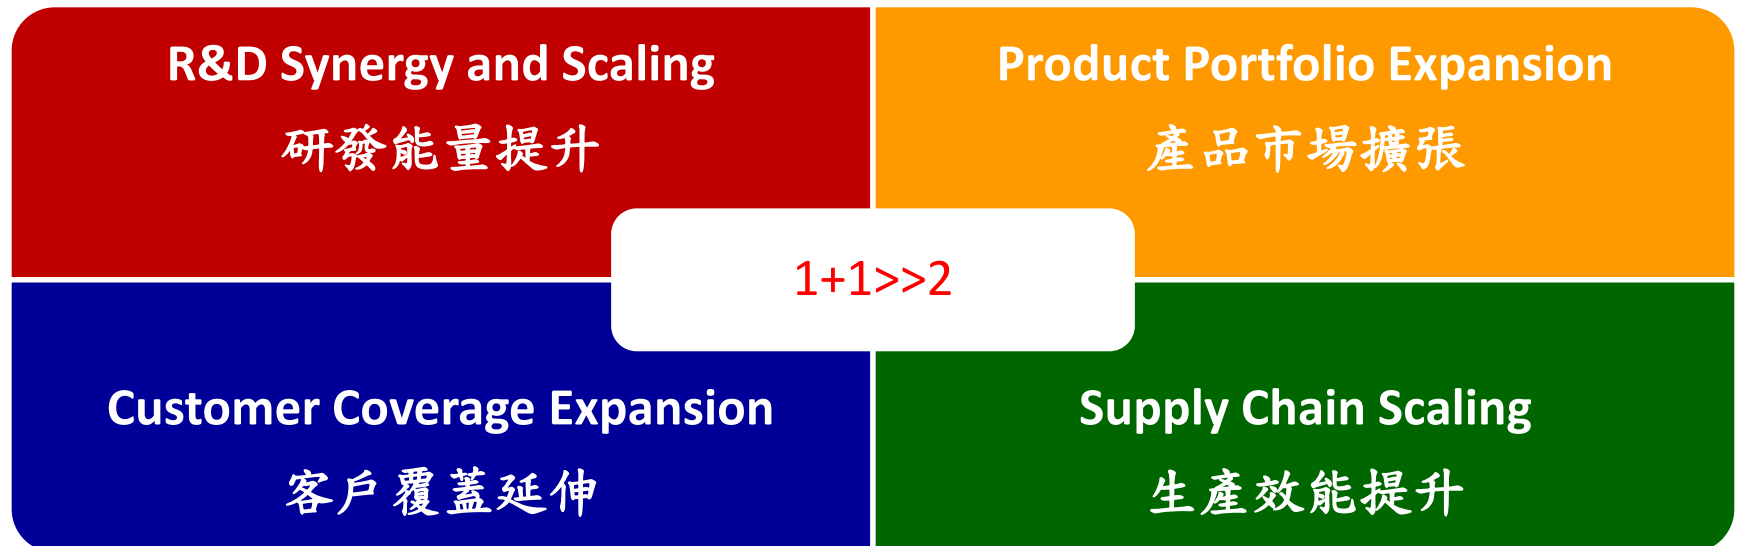 R&D Synergy and Scaling
研發能量提升
Product Portfolio Expansion
產品市場擴張
1+1>>2
Customer Coverage Expansion
客戶覆蓋延伸
Supply Chain Scaling
生產效能提升